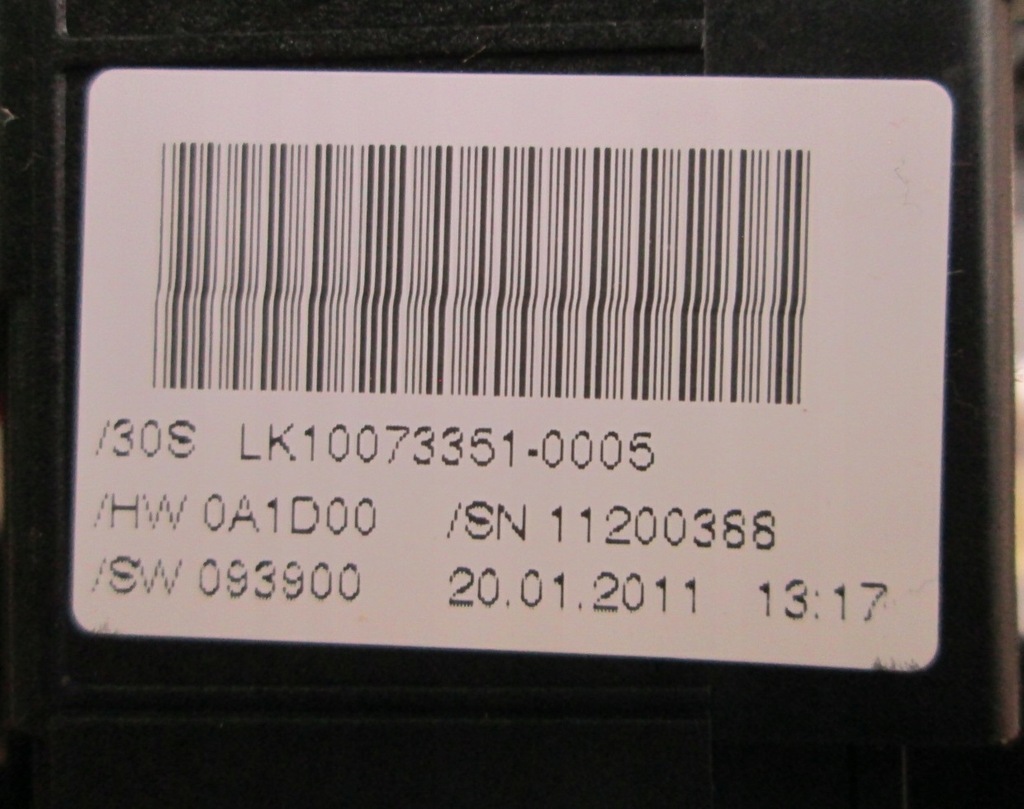 /30S LK10073351-0005
/HW 0A1D00 /SN 11200388
/SW 093900 20.01.2011 13:17